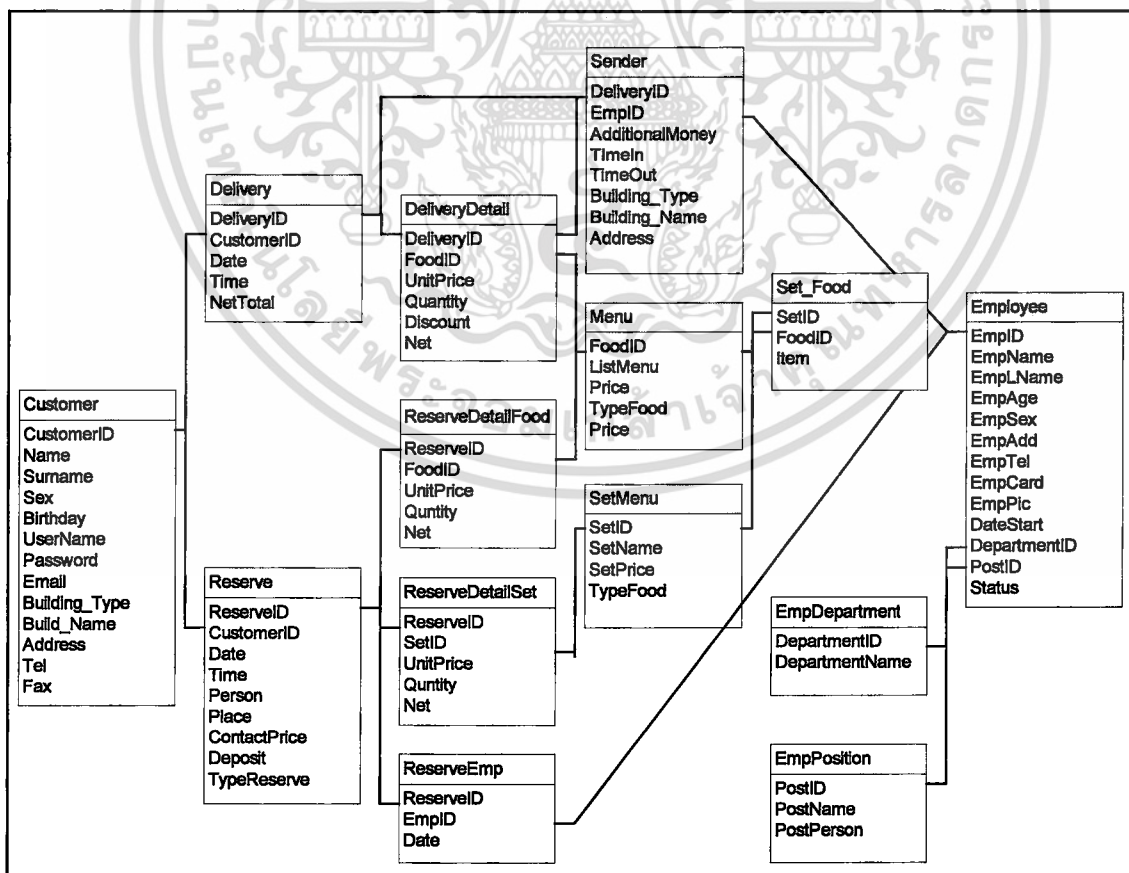 Sender
DeliveryID
EmpID
AdditionalMoney
TimeIn
TimeOut
Building_Type
Building_Name
Address
Delivery
DeliveryID
CustomerID
Date
Time
NetTotal
DeliveryDetail
DeliveryID
FoodID
UnitPrice
Quantity
Discount
Net
Set_Food
SetID
FoodID
Item
Employee
EmpID
EmpName
EmpLName
EmpAge
EmpSex
EmpAdd
EmpTel
EmpCard
EmpPic
DateStart
DepartmentID
PostID
Status
Menu
FoodID
ListMenu
Price
TypeFood
Price
Customer
CustomerID
Name
Surname
Sex
Birthday
UserName
Password
Email
Building_Type
Build_Name
Address
Tel
Fax
ReserveDetailFood
ReserveID
FoodID
UnitPrice
Quntity
Net
SetMenu
SetID
SetName
SetPrice
TypeFood
Reserve
ReserveID
CustomerID
Date
Time
Person
Place
ContactPrice
Deposit
TypeReserve
ReserveDetailSet
ReserveID
SetID
UnitPrice
Quntity
Net
EmpDepartment
DepartmentID
DepartmentName
ReserveEmp
ReserveID
EmpID
Date
EmpPosition
PostID
PostName
PostPerson